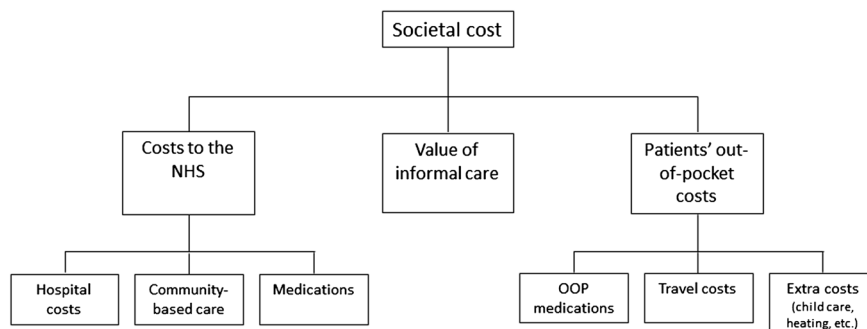 Societal cost
Costs to the
NHS
Value of
informal care
Patients' out-
of-pocket
costs
Hospital
costs
Community-
based care
Medications
OOP
medications
Travel costs
Extra costs
(child care,
heating, etc.)